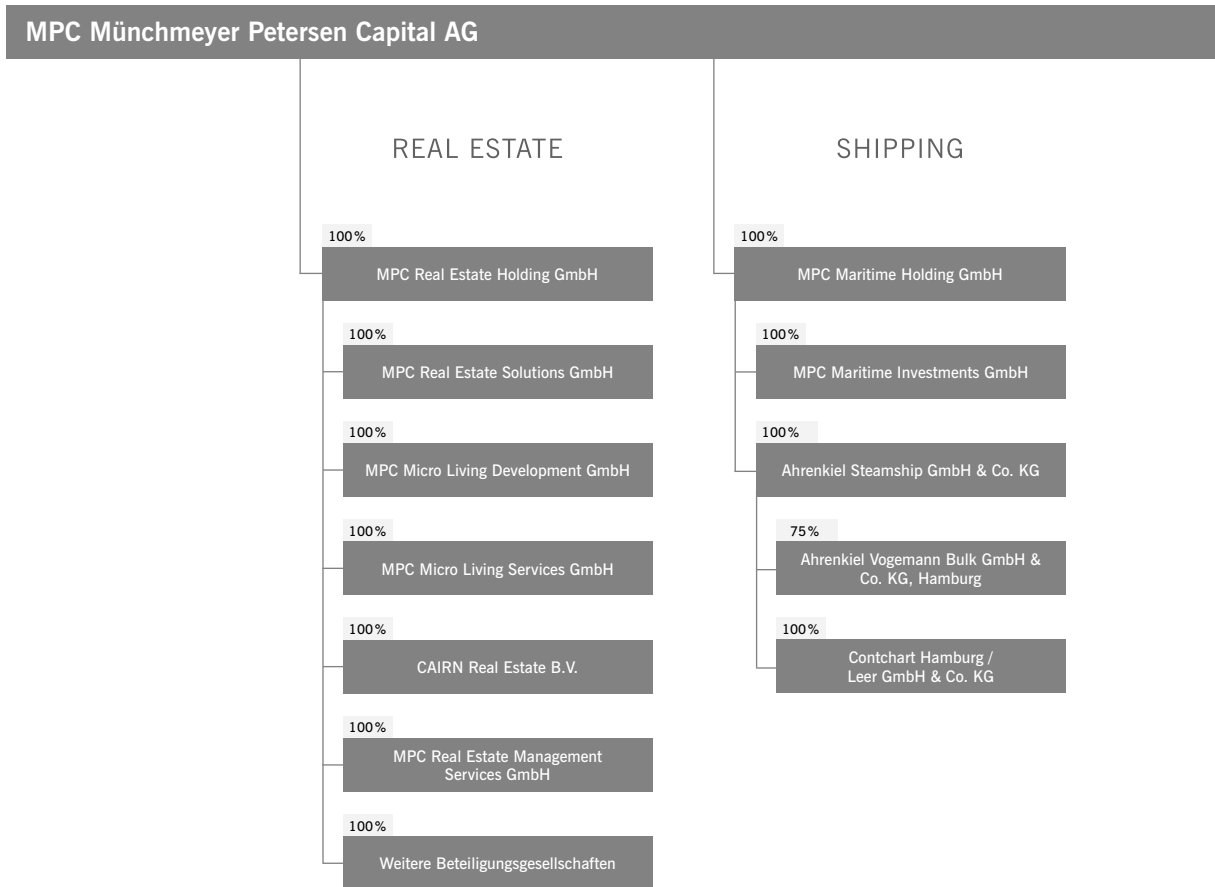 MPC Münchmeyer Petersen Capital AG
REAL ESTATE
100%
MPC Real Estate Holding GmbH
100%
MPC Real Estate Solutions GmbH
100%
MPC Micro Living Development GmbH
100%
MPC Micro Living Services GmbH
100%
CAIRN Real Estate B.V.
100%
MPC Real Estate Management
Services GmbH
100%
Weitere Beteiligungsgesellschaften
SHIPPING
100%
MPC Maritime Holding GmbH
100%
MPC Maritime Investments GmbH
100%
Ahrenkiel Steamship GmbH & Co. KG
75%
Ahrenkiel Vogemann Bulk GmbH &
Co. KG, Hamburg
100%
Contchart Hamburg /
Leer GmbH & Co. KG